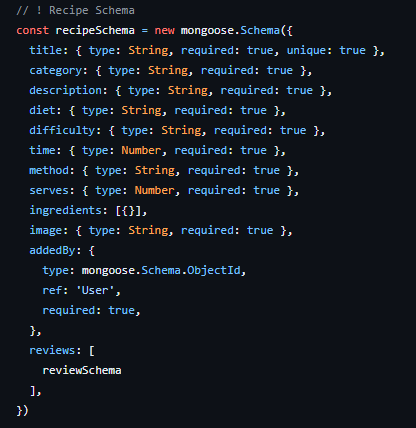 // ! Recipe Schema
const recipeSchema = new mongoose.Schema({
  title: { type: String, required: true, unique: true },
  category: { type: String, required: true },
  description: { type: String, required: true },
  diet: { type: String, required: true },
  difficulty: { type: String, required: true },
  time: { type: Number, required: true },
  method: { type: String, required: true },
  serves: { type: Number, required: true },
  ingredients: [{}],
  image: { type: String, required: true },
  addedBy: {
    type: mongoose.Schema.ObjectId,
    ref: 'User',
    required: true,
  },
  reviews: [
    reviewSchema
  ],
})